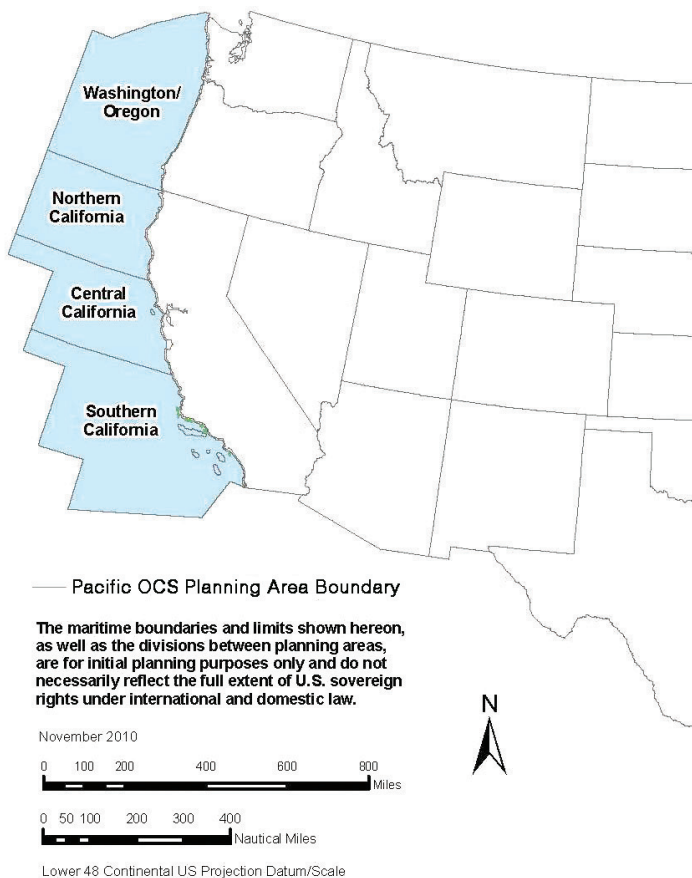 Washington/
Oregon
Northern
California
Central
California
Southern
California
Pacific OCS Planning Area Boundary
The maritime boundaries and limits shown hereon,
as well as the divisions between planning areas,
are for initial planning purposes only and do not
necessarily reflect the full extent of U.S. sovereign
rights under international and domestic law.
N
November 2010
0 100 200 400 600 800
Miles
0 50 100 200 300 400
Nautical Miles
Lower 48 Continental US Projection Datum/Scale